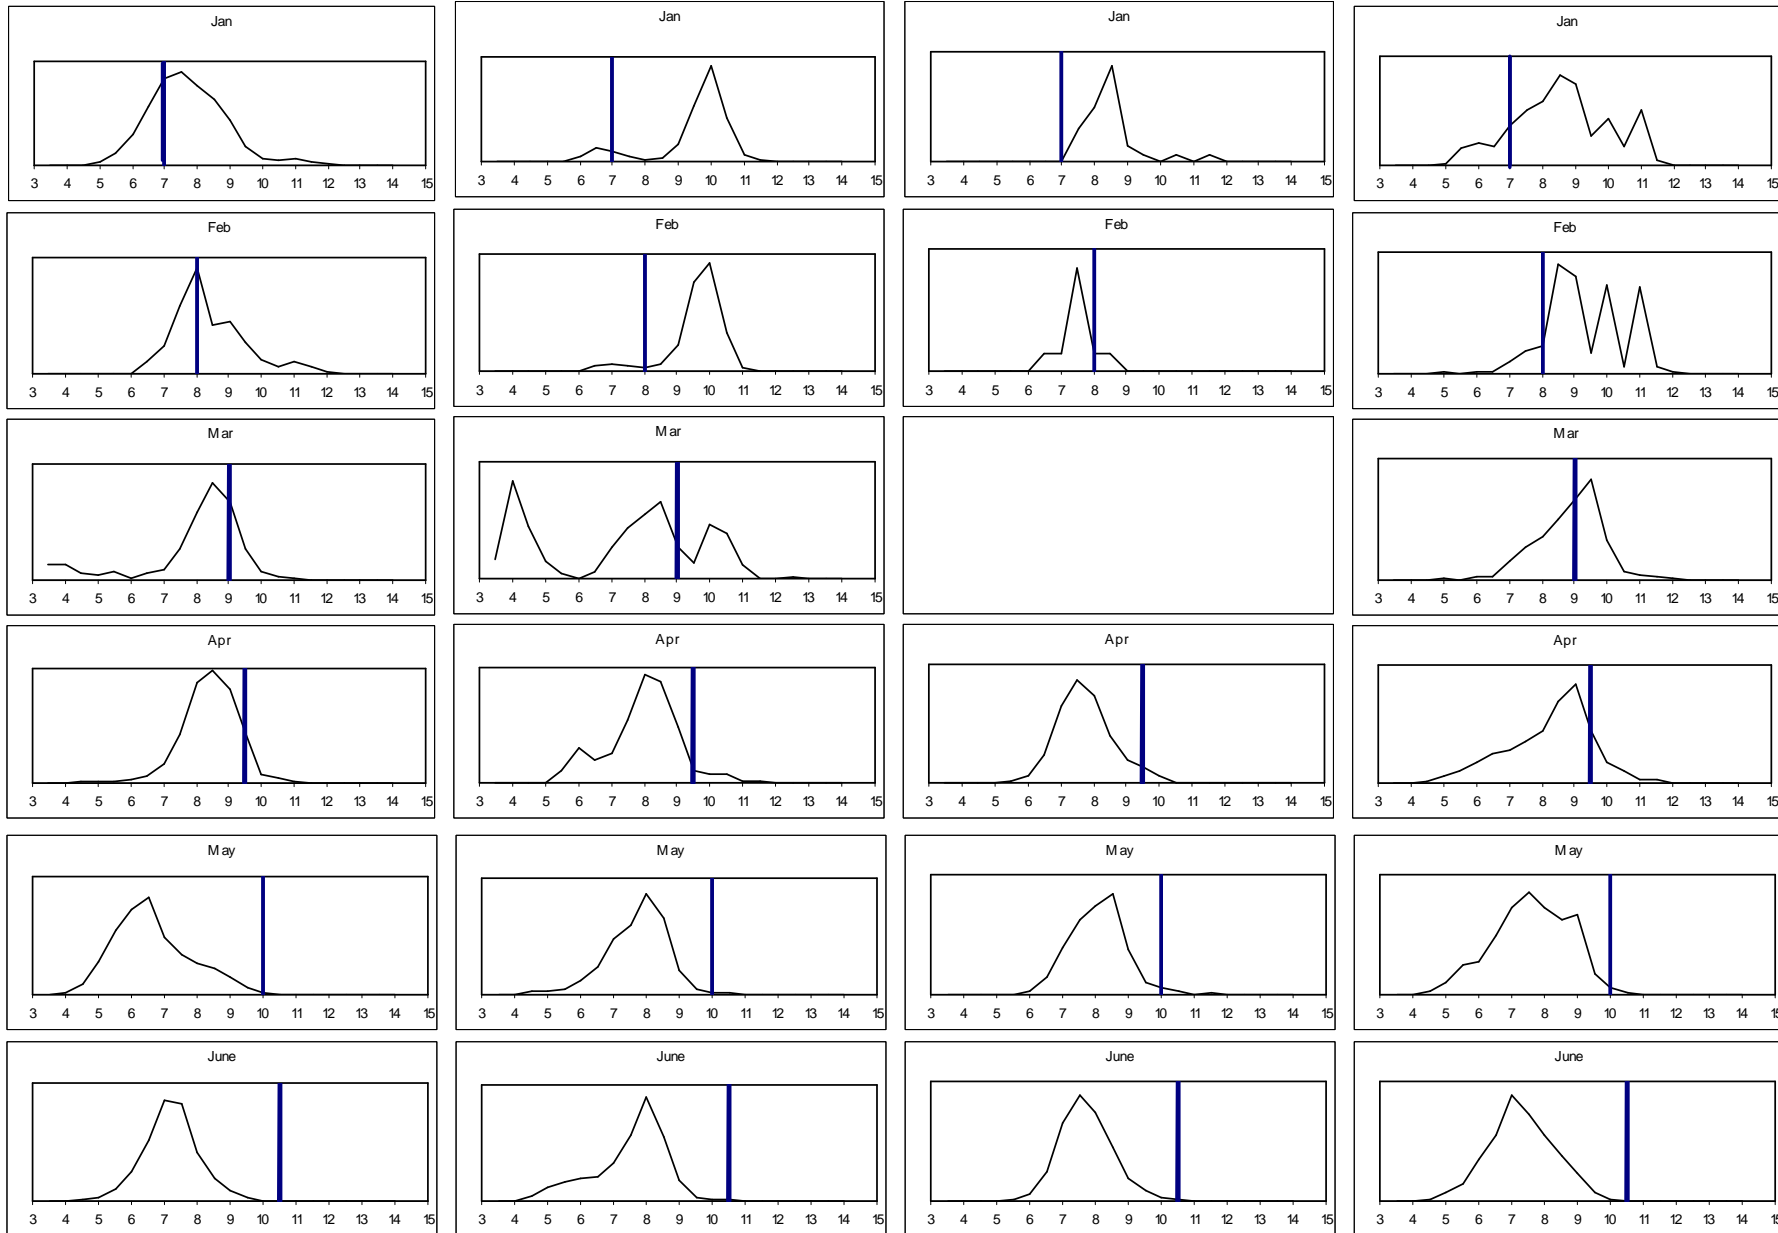 Jan Jan Jan Jan
3 4 5 6 7 8 9 10 11 12 13 14 15 3 4 5 6 7 8 9 10 11 12 13 14 15 3 4 5 6 7 8 9 10 11 12 13 14 15 3 4 5 6 7 8 9 10 11 12 13 14 15
Feb Feb Feb Feb
3 4 5 6 7 8 9 10 11 12 13 14 15 3 4 5 6 7 8 9 10 11 12 13 14 15 3 4 5 6 7 8 9 10 11 12 13 14 15 3 4 5 6 7 8 9 10 11 12 13 14 15
Mar Mar Mar
3 4 5 6 7 8 9 10 11 12 13 14 15 3 4 5 6 7 8 9 10 11 12 13 14 15 3 4 5 6 7 8 9 10 11 12 13 14 15
Apr Apr Apr Apr
3 4 5 6 7 8 9 10 11 12 13 14 15 3 4 5 6 7 8 9 10 11 12 13 14 15 3 4 5 6 7 8 9 10 11 12 13 14 15 3 4 5 6 7 8 9 10 11 12 13 14 15
May May May May
3 4 5 6 7 8 9 10 11 12 13 14 15 3 4 5 6 7 8 9 10 11 12 13 14 15 3 4 5 6 7 8 9 10 11 12 13 14 15 3 4 5 6 7 8 9 10 11 12 13 14 15
June June June June
3 4 5 6 7 8 9 10 11 12 13 14 15 3 4 5 6 7 8 9 10 11 12 13 14 15 3 4 5 6 7 8 9 10 11 12 13 14 15 3 4 5 6 7 8 9 10 11 12 13 14 15